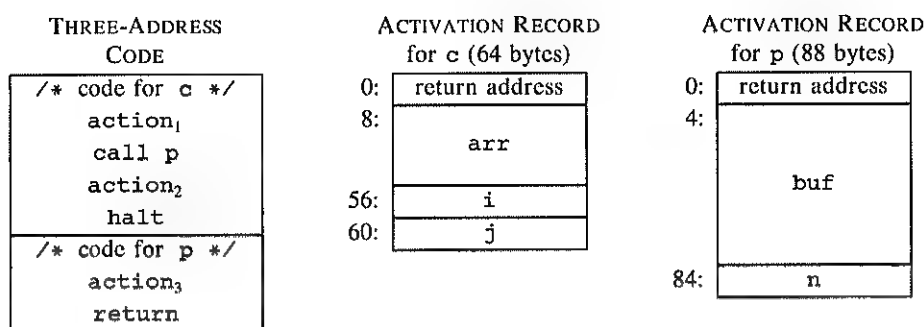 THREE-ADDRESS
CODE
/* code for c */
action₁
call p
action₂
halt
/* code for p */
action₃
return
ACTIVATION RECORD
for c (64 bytes)
0: return address
8:
arr
56: i
60: j
ACTIVATION RECORD
for p (88 bytes)
0: return address
4:
buf
84: n